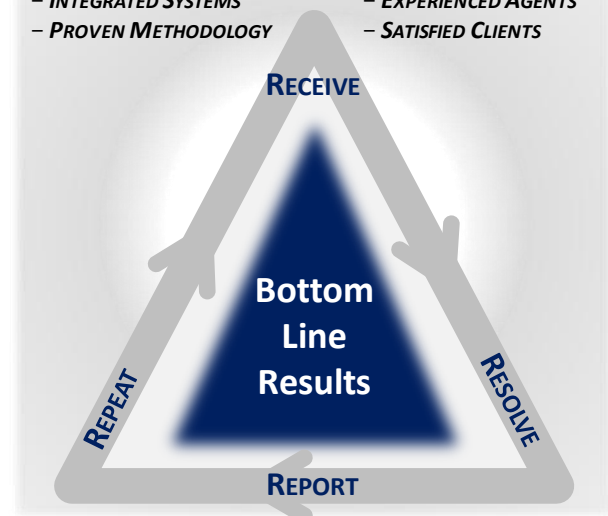 – INTEGRATED SYSTEMS
– EXPERIENCED AGENTS
– PROVEN METHODOLOGY
– SATISFIED CLIENTS
RECEIVE
Bottom
Line
Results
REPEAT
RESOLVE
REPORT